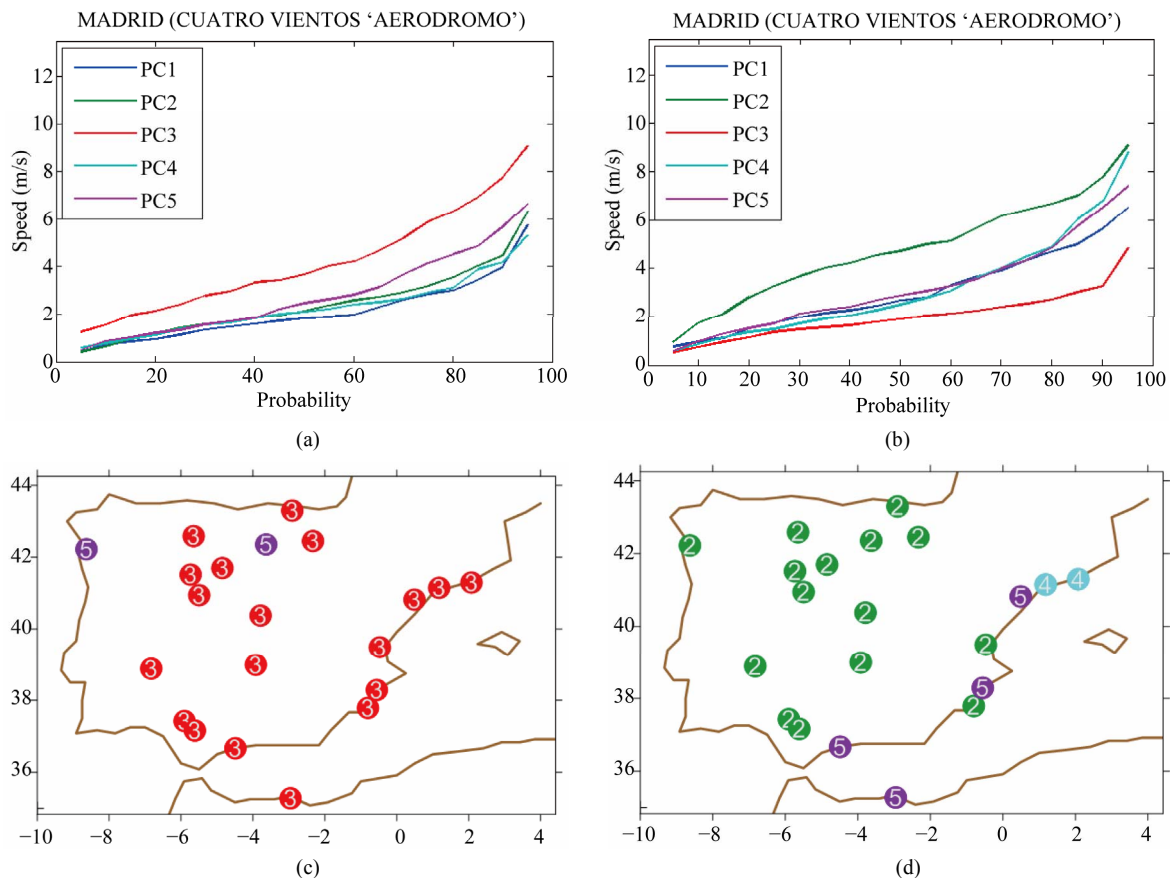 MADRID (CUATRO VIENTOS ‘AERODROMO’)
12
10
8
6
4
2
0
Speed (m/s)
PC1
PC2
PC3
PC4
PC5
0 20 40 60 80 100
Probability
(a)
MADRID (CUATRO VIENTOS ‘AERODROMO’)
12
10
8
6
4
2
0
Speed (m/s)
PC1
PC2
PC3
PC4
PC5
0 10 20 30 40 50 60 70 80 90 100
Probability
(b)
44
42
40
38
36
3
3 3
5 5
3 3
3 3 3
3 3
3
3
3 3
3
3
3
3
3
3
−10 −8 −6 −4 −2 0 2 4
(c)
44
42
40
38
36
2
2 2
2 2
2 2
4 4
2 5
2
2
2 2
5
2
2
2
5
5
−10 −8 −6 −4 −2 0 2 4
(d)